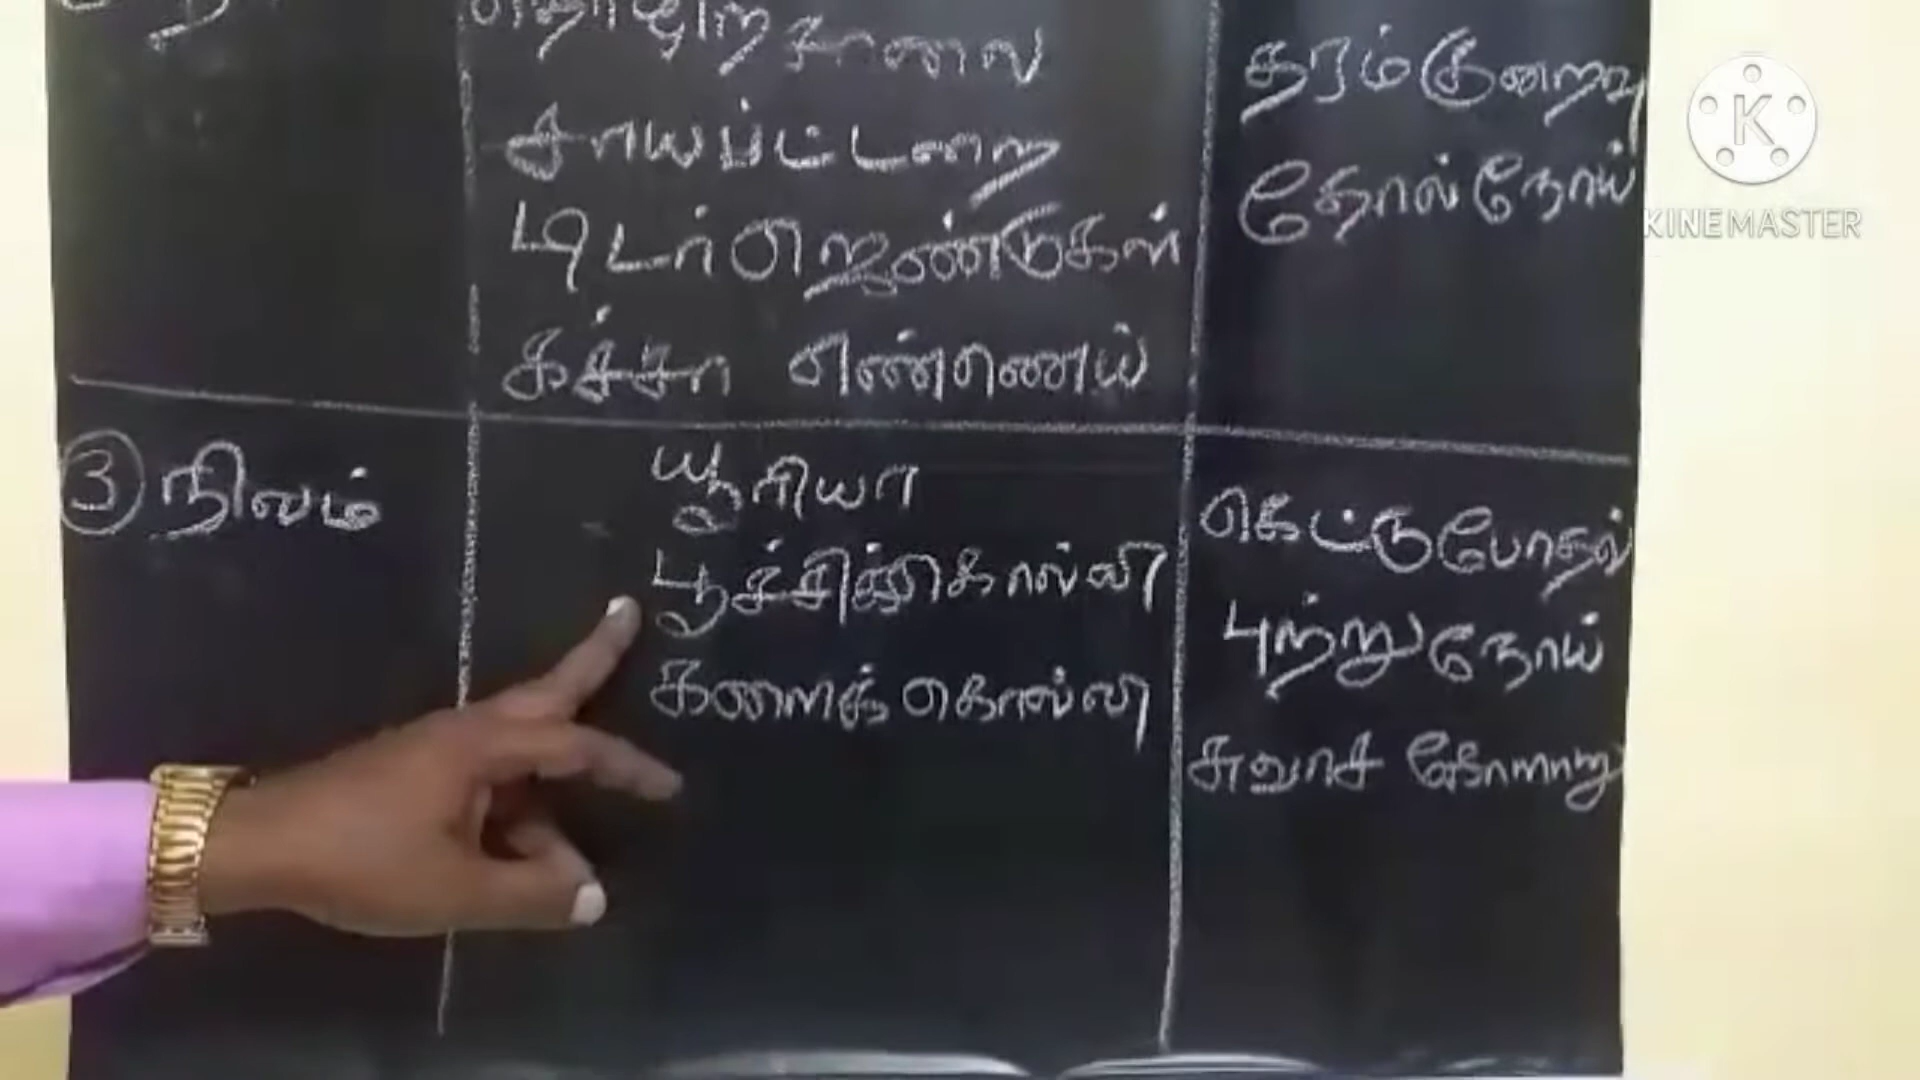 தொழிற்சாலை
சாயப்பட்டறை
டிடர்ஜெண்டுகள்
கச்சா எண்ணெய்
தரம் குறைவு
தோல் நோய்
3 நிலம்
யூரியா
பூச்சிக்கொல்லி
களைக் கொல்லி
கெட்டுபோதல்
புற்று நோய்
சுவாச கோளாறு
K
KINEMASTER